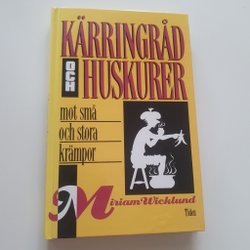 KÄRRINGRÅD
OCH
HUSKURER
mot små
och stora
krämpor
Miriam Wicklund
Tiden